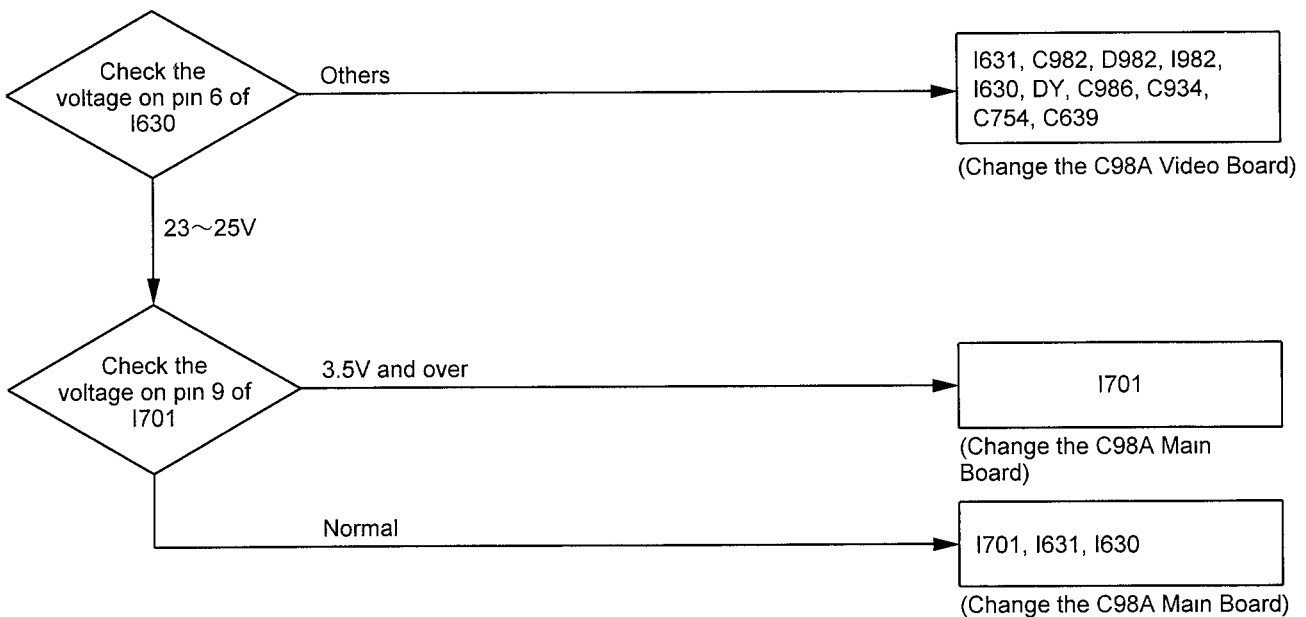 Check the
voltage on pin 6 of
I630
Others
I631, C982, D982, I982,
I630, DY, C986, C934,
C754, C639
(Change the C98A Video Board)
23～25V
Check the
voltage on pin 9 of
I701
3.5V and over
I701
(Change the C98A Main
Board)
Normal
I701, I631, I630
(Change the C98A Main Board)